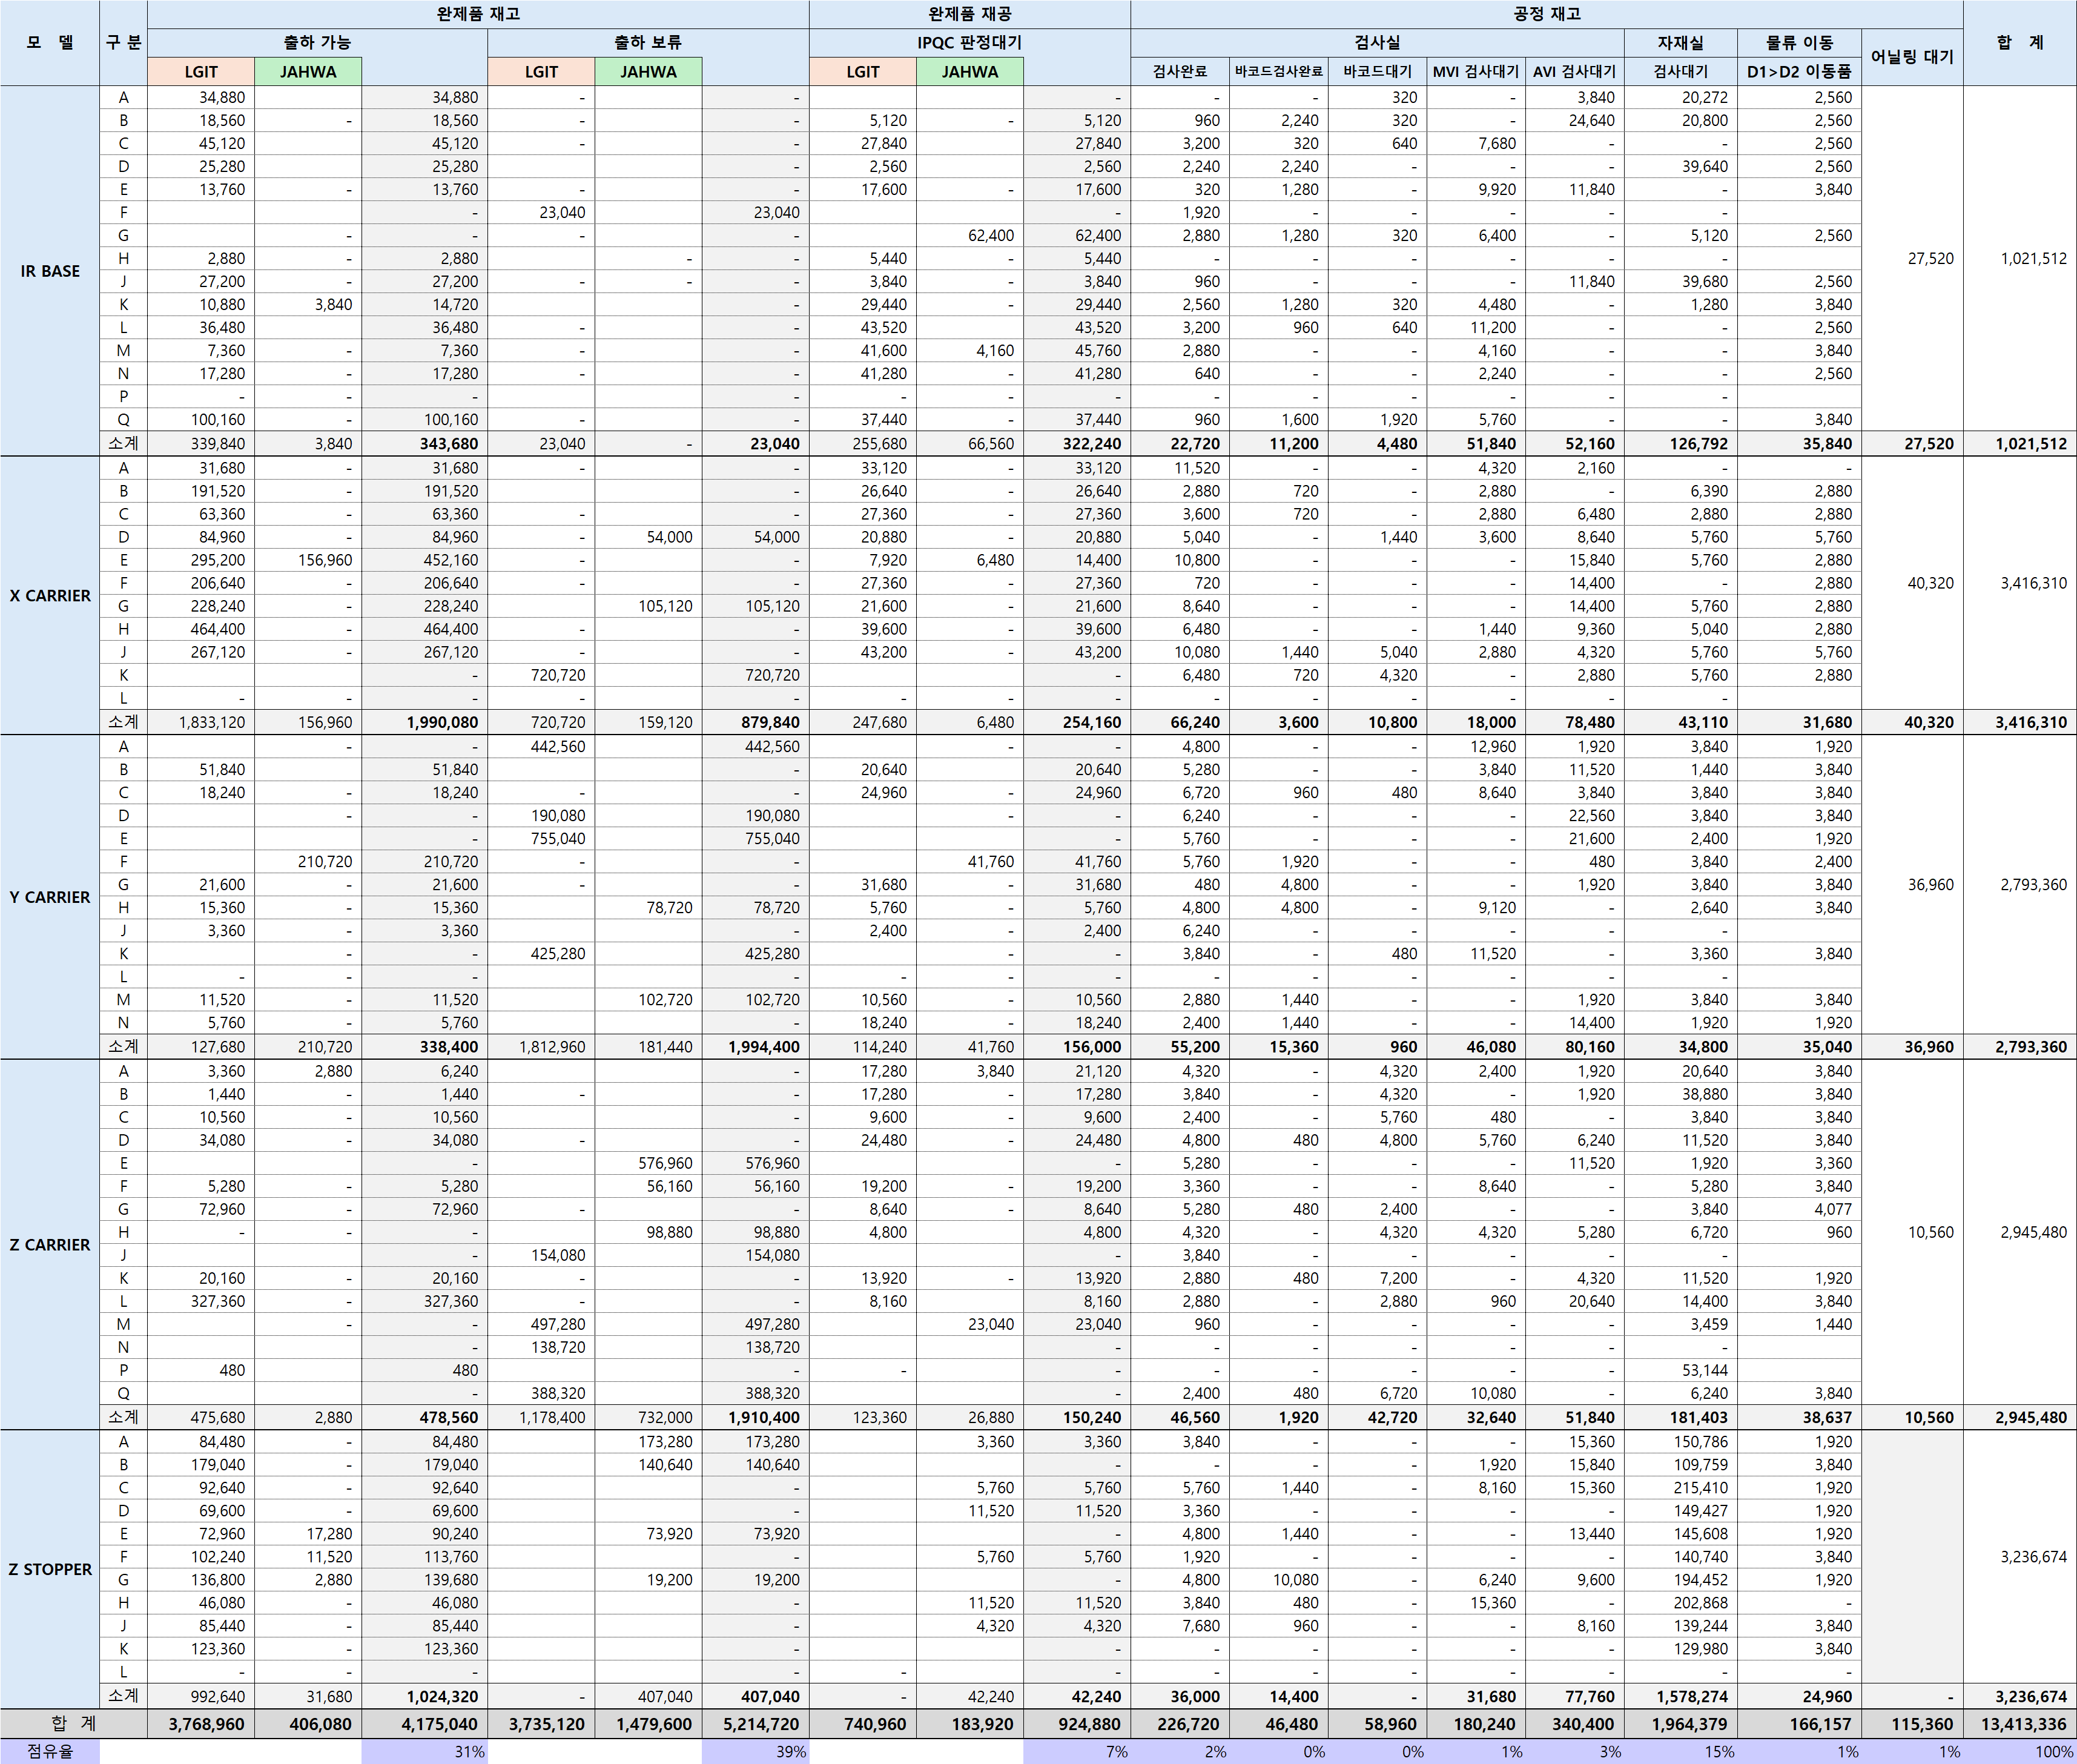 완제품 재고 완제품 재공 공정 재고
모 델 구 분 출하 가능 출하 보류 IPQC 판정대기 검사실 자재실 물류 이동 어닐링 대기 합 계
LGIT JAHWA LGIT JAHWA LGIT JAHWA 검사완료 바코드검사완료 바코드대기 MVI 검사대기 AVI 검사대기 검사대기 D1>D2 이동품
IR BASE
A 34,880 34,880 - - - - - 320 - 3,840 20,272 2,560
B 18,560 - 18,560 - - 5,120 - 5,120 960 2,240 320 - 24,640 20,800 2,560
C 45,120 45,120 - - 27,840 27,840 3,200 320 640 7,680 - - 2,560
D 25,280 25,280 - 2,560 2,560 2,240 2,240 - - - 39,640 2,560
E 13,760 - 13,760 - - 17,600 - 17,600 320 1,280 - 9,920 11,840 - 3,840
F - 23,040 23,040 - 1,920 - - - - -
G - - - - 62,400 62,400 2,880 1,280 320 6,400 - 5,120 2,560
H 2,880 - 2,880 - - 5,440 5,440 - - - - - - 27,520 1,021,512
J 27,200 - 27,200 - - 3,840 - 3,840 960 - - - 11,840 39,680 2,560
K 10,880 3,840 14,720 - - 29,440 - 29,440 2,560 1,280 320 4,480 - 1,280 3,840
L 36,480 36,480 - - 43,520 43,520 3,200 960 640 11,200 - - 2,560
M 7,360 - 7,360 - - 41,600 4,160 45,760 2,880 - - 4,160 - - 3,840
N 17,280 - 17,280 - - 41,280 - 41,280 640 - - 2,240 - - 2,560
P - - - - - - - - - - - - -
Q 100,160 - 100,160 - - 37,440 - 37,440 960 1,600 1,920 5,760 - - 3,840
소계 339,840 3,840 343,680 23,040 - 23,040 255,680 66,560 322,240 22,720 11,200 4,480 51,840 52,160 126,792 35,840 27,520 1,021,512
X CARRIER
A 31,680 - 31,680 - - 33,120 - 33,120 11,520 - - 4,320 2,160 - -
B 191,520 - 191,520 - 26,640 - 26,640 2,880 720 - 2,880 - 6,390 2,880
C 63,360 - 63,360 - - 27,360 - 27,360 3,600 720 - 2,880 6,480 2,880 2,880
D 84,960 - 84,960 - 54,000 54,000 20,880 - 20,880 5,040 - 1,440 3,600 8,640 5,760 5,760
E 295,200 156,960 452,160 - - 7,920 6,480 14,400 10,800 - - - 15,840 5,760 2,880
F 206,640 - 206,640 - - 27,360 - 27,360 720 - - - 14,400 - 2,880 40,320 3,416,310
G 228,240 - 228,240 105,120 105,120 21,600 - 21,600 8,640 - - - 14,400 5,760 2,880
H 464,400 - 464,400 - - 39,600 - 39,600 6,480 - - 1,440 9,360 5,040 2,880
J 267,120 - 267,120 - - 43,200 - 43,200 10,080 1,440 5,040 2,880 4,320 5,760 5,760
K - 720,720 720,720 - 6,480 720 4,320 - 2,880 5,760 2,880
L - - - - - - - - - - - - - -
소계 1,833,120 156,960 1,990,080 720,720 159,120 879,840 247,680 6,480 254,160 66,240 3,600 10,800 18,000 78,480 43,110 31,680 40,320 3,416,310
Y CARRIER
A - - 442,560 442,560 - - 4,800 - - 12,960 1,920 3,840 1,920
B 51,840 51,840 - 20,640 20,640 5,280 - - 3,840 11,520 1,440 3,840
C 18,240 - 18,240 - 24,960 - 24,960 6,720 960 480 8,640 3,840 3,840 3,840
D - - 190,080 190,080 - - 6,240 - - - 22,560 3,840 3,840
E - - 755,040 755,040 - 5,760 - - - 21,600 2,400 1,920
F 210,720 210,720 - - 41,760 41,760 5,760 1,920 - - 480 3,840 2,400
G 21,600 - 21,600 - - 31,680 - 31,680 480 4,800 - - 1,920 3,840 3,840 36,960 2,793,360
H 15,360 - 15,360 78,720 78,720 5,760 - 5,760 4,800 4,800 - 9,120 - 2,640 3,840
J 3,360 - 3,360 - 2,400 - 2,400 6,240 - - - - -
K - - 425,280 425,280 - 3,840 - 480 11,520 - 3,360 3,840
L - - - - - - - - - - - - -
M 11,520 - 11,520 102,720 102,720 10,560 - 10,560 2,880 1,440 - - 1,920 3,840 3,840
N 5,760 - 5,760 - 18,240 - 18,240 2,400 1,440 - - 14,400 1,920 1,920
소계 127,680 210,720 338,400 1,812,960 181,440 1,994,400 114,240 41,760 156,000 55,200 15,360 960 46,080 80,160 34,800 35,040 36,960 2,793,360
Z CARRIER
A 3,360 2,880 6,240 - 17,280 3,840 21,120 4,320 - 4,320 2,400 1,920 20,640 3,840
B 1,440 - 1,440 - - 17,280 - 17,280 3,840 - 4,320 - 1,920 38,880 3,840
C 10,560 - 10,560 - 9,600 - 9,600 2,400 - 5,760 480 - 3,840 3,840
D 34,080 - 34,080 - - 24,480 - 24,480 4,800 480 4,800 5,760 6,240 11,520 3,840
E - 576,960 576,960 - 5,280 - - - 11,520 1,920 3,360
F 5,280 - 5,280 56,160 56,160 19,200 - 19,200 3,360 - - 8,640 - 5,280 3,840
G 72,960 - 72,960 - 8,640 - 8,640 5,280 480 2,400 - - 3,840 4,077
H - - - 98,880 98,880 4,800 4,800 4,320 - 4,320 4,320 5,280 6,720 960 10,560 2,945,480
J - 154,080 154,080 - 3,840 - - - - -
K 20,160 - 20,160 - - 13,920 - 13,920 2,880 480 7,200 - 4,320 11,520 1,920
L 327,360 - 327,360 - - 8,160 8,160 2,880 - 2,880 960 20,640 14,400 3,840
M - - 497,280 497,280 23,040 23,040 960 - - - - 3,459 1,440
N - 138,720 138,720 - - - - - - -
P 480 480 - - - - - - - - 53,144
Q - 388,320 388,320 - 2,400 480 6,720 10,080 - 6,240 3,840
소계 475,680 2,880 478,560 1,178,400 732,000 1,910,400 123,360 26,880 150,240 46,560 1,920 42,720 32,640 51,840 181,403 38,637 10,560 2,945,480
Z STOPPER
A 84,480 - 84,480 173,280 173,280 3,360 3,360 3,840 - - - 15,360 150,786 1,920
B 179,040 - 179,040 140,640 140,640 - - - - 1,920 15,840 109,759 3,840
C 92,640 - 92,640 - 5,760 5,760 5,760 1,440 - 8,160 15,360 215,410 1,920
D 69,600 - 69,600 - 11,520 11,520 3,360 - - - - 149,427 1,920
E 72,960 17,280 90,240 73,920 73,920 - 4,800 1,440 - - 13,440 145,608 1,920
F 102,240 11,520 113,760 - 5,760 5,760 1,920 - - - - 140,740 3,840 3,236,674
G 136,800 2,880 139,680 19,200 19,200 - 4,800 10,080 - 6,240 9,600 194,452 1,920
H 46,080 - 46,080 - 11,520 11,520 3,840 480 - 15,360 - 202,868 -
J 85,440 - 85,440 - 4,320 4,320 7,680 960 - - 8,160 139,244 3,840
K 123,360 - 123,360 - - - - - - - 129,980 3,840
L - - - - - - - - - - - - -
소계 992,640 31,680 1,024,320 - 407,040 407,040 - 42,240 42,240 36,000 14,400 - 31,680 77,760 1,578,274 24,960 - 3,236,674
합 계 3,768,960 406,080 4,175,040 3,735,120 1,479,600 5,214,720 740,960 183,920 924,880 226,720 46,480 58,960 180,240 340,400 1,964,379 166,157 115,360 13,413,336
점유율 31% 39% 7% 2% 0% 0% 1% 3% 15% 1% 1% 100%